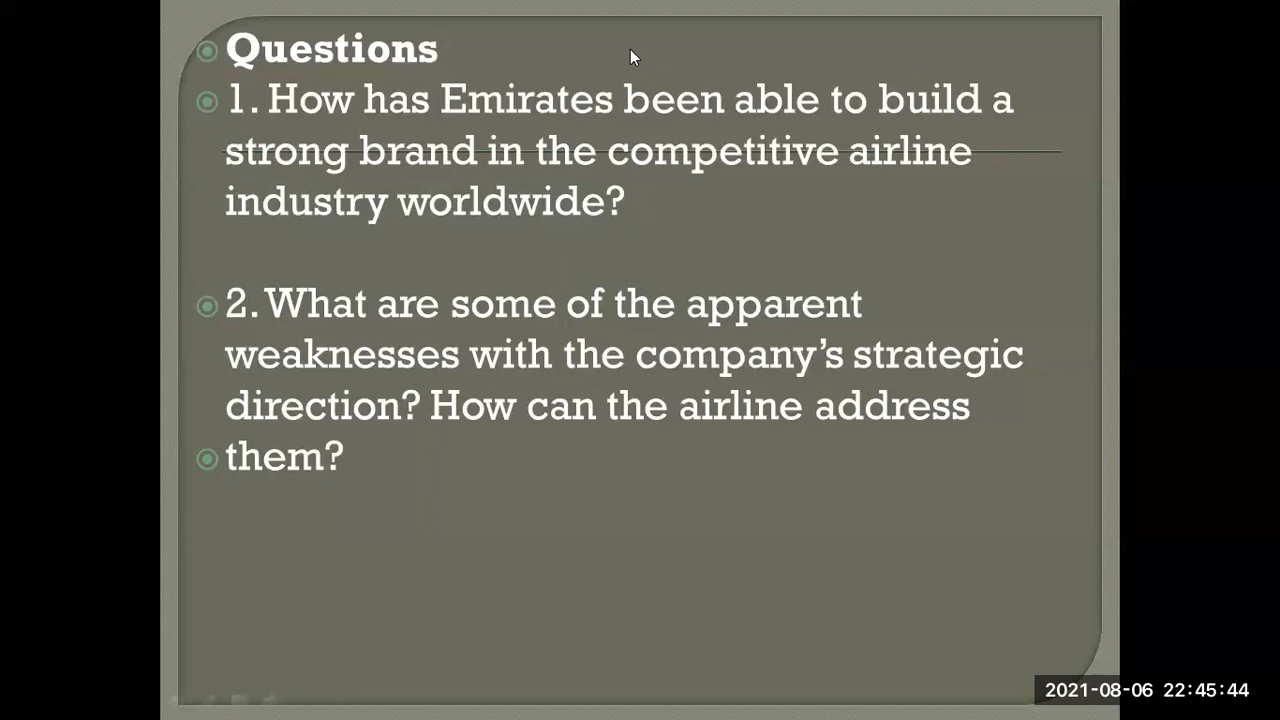 Questions
1. How has Emirates been able to build a
strong brand in the competitive airline
industry worldwide?
2. What are some of the apparent
weaknesses with the company’s strategic
direction? How can the airline address
them?
2021-08-06 22:45:44